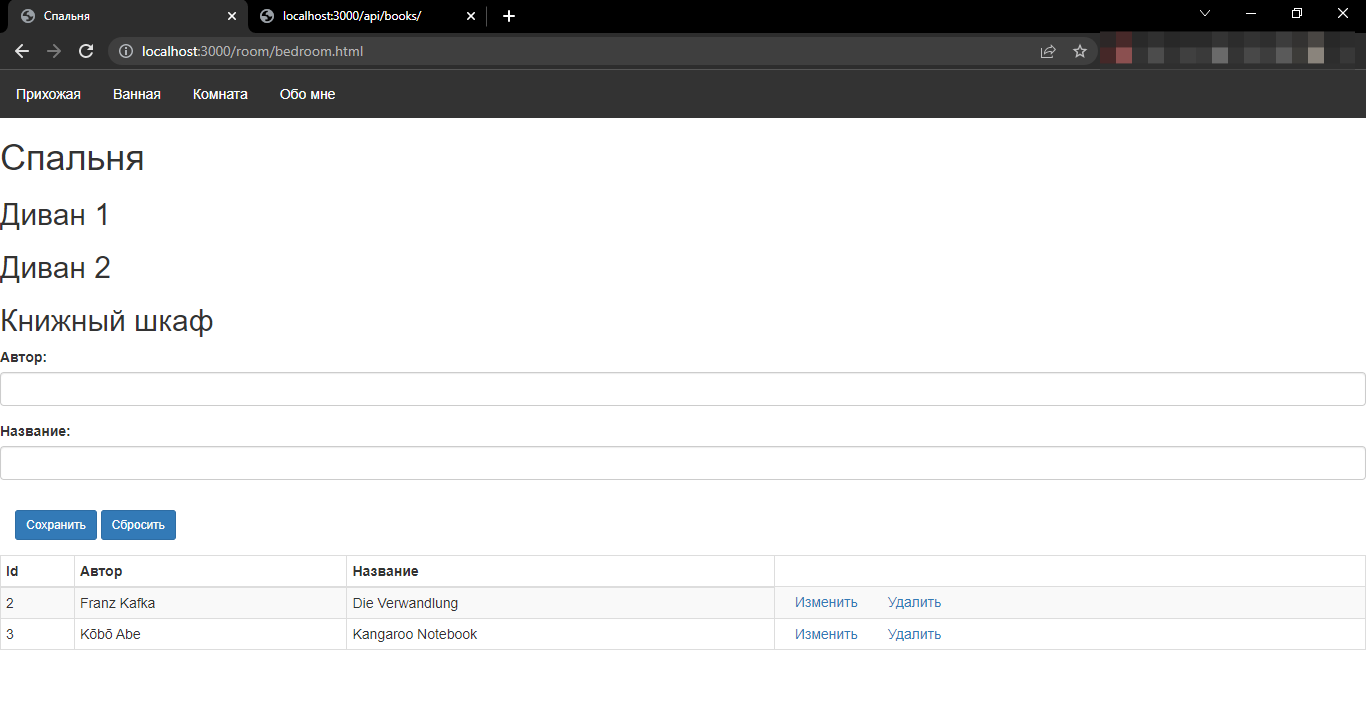 Спальня
localhost:3000/api/books/
localhost:3000/room/bedroom.html
Прихожая Ванная Комната Обо мне
Спальня
Диван 1
Диван 2
Книжный шкаф
Автор:
Название:
Сохранить Сбросить
Id Автор Название
2 Franz Kafka Die Verwandlung Изменить Удалить
3 Kōbō Abe Kangaroo Notebook Изменить Удалить